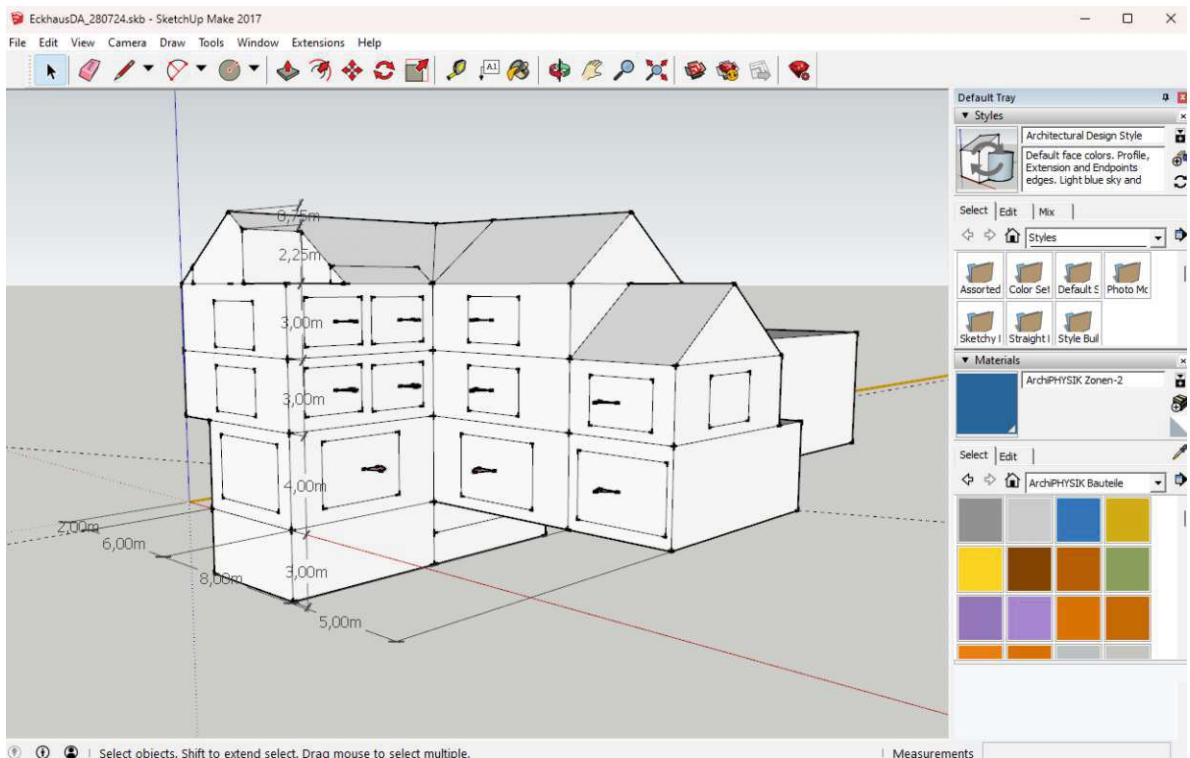 EckhausDA_280724.skb - SketchUp Make 2017
File Edit View Camera Draw Tools Window Extensions Help
A1
Default Tray
Styles
Architectural Design Style
Default face colors. Profile,
Extension and Endpoints
edges. Light blue sky and
Select Edit Mix
Styles
Assorted Color Set Default S Photo Mo
Sketchy I Straight l Style Buil
Materials
ArchiPHYSIK Zonen-2
Select Edit
ArchiPHYSIK Bauteile
0,75m
2,25m
3,00m
3,00m
4,00m
2,00m
6,00m
8,00m
3,00m
5,00m
Select objects. Shift to extend select. Drag mouse to select multiple.
Measurements